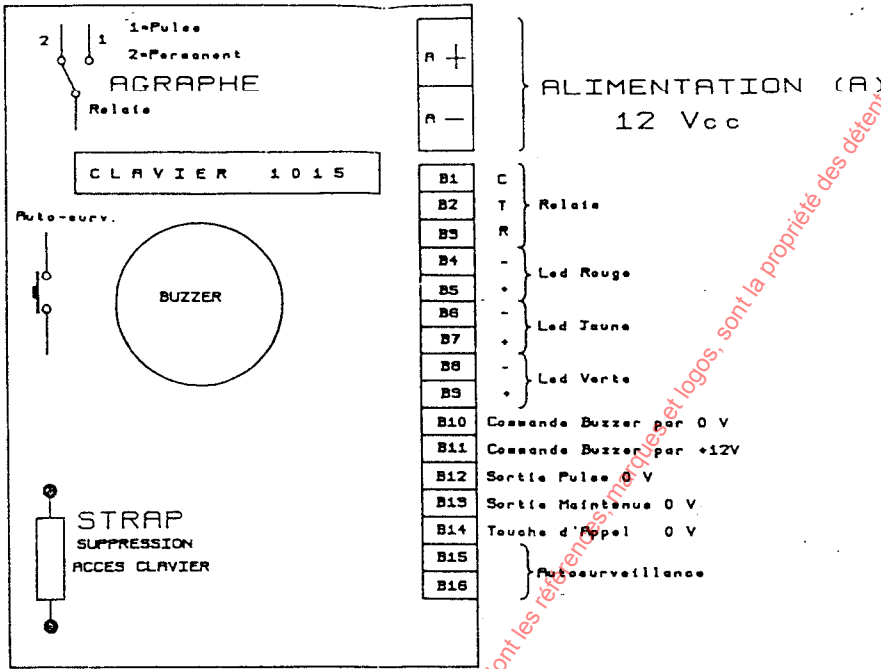 1=Pulse
2 1
2=Permanent
AGRAPHE
Relais
A +
A −
ALIMENTATION (A)
12 Vcc
CLAVIER 1015
Auto-surv.
BUZZER
B1 C
B2 T Relais
B3 R
B4 -
Led Rouge
B5 +
B6 -
Led Jaune
B7 +
B8 -
Led Verte
B9 +
B10 Commande Buzzer par 0 V
B11 Commande Buzzer par +12V
B12 Sortie Pulse 0 V
B13 Sortie Maintenue 0 V
B14 Touche d'Appel 0 V
B15
Autosurveillance
B16
STRAP
SUPPRESSION
ACCES CLAVIER
ont les références, marques et logos, sont la propriété des détent